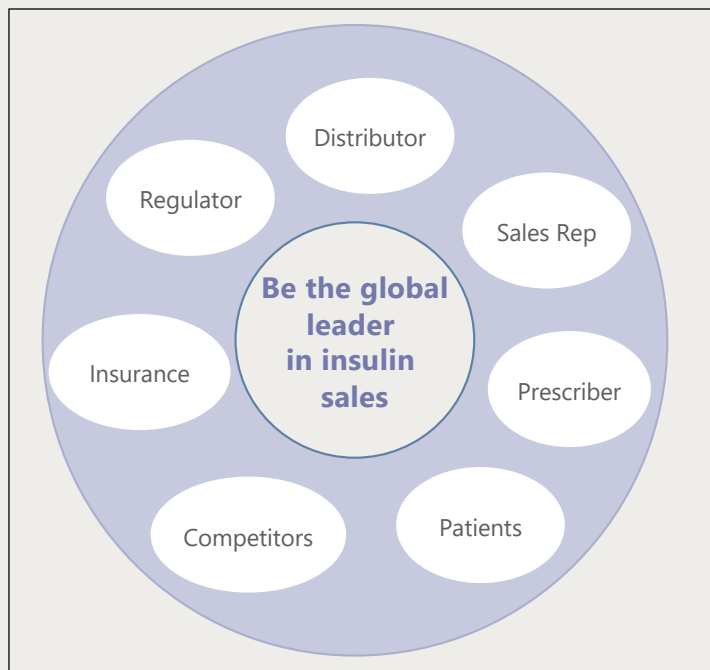 Distributor
Regulator
Sales Rep
Be the global
leader
in insulin
sales
Insurance
Prescriber
Competitors
Patients